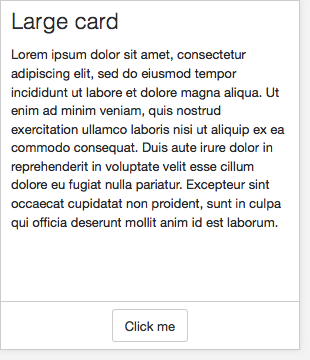 Large card
Lorem ipsum dolor sit amet, consectetur
adipiscing elit, sed do eiusmod tempor
incididunt ut labore et dolore magna aliqua. Ut
enim ad minim veniam, quis nostrud
exercitation ullamco laboris nisi ut aliquip ex ea
commodo consequat. Duis aute irure dolor in
reprehenderit in voluptate velit esse cillum
dolore eu fugiat nulla pariatur. Excepteur sint
occaecat cupidatat non proident, sunt in culpa
qui officia deserunt mollit anim id est laborum.
Click me